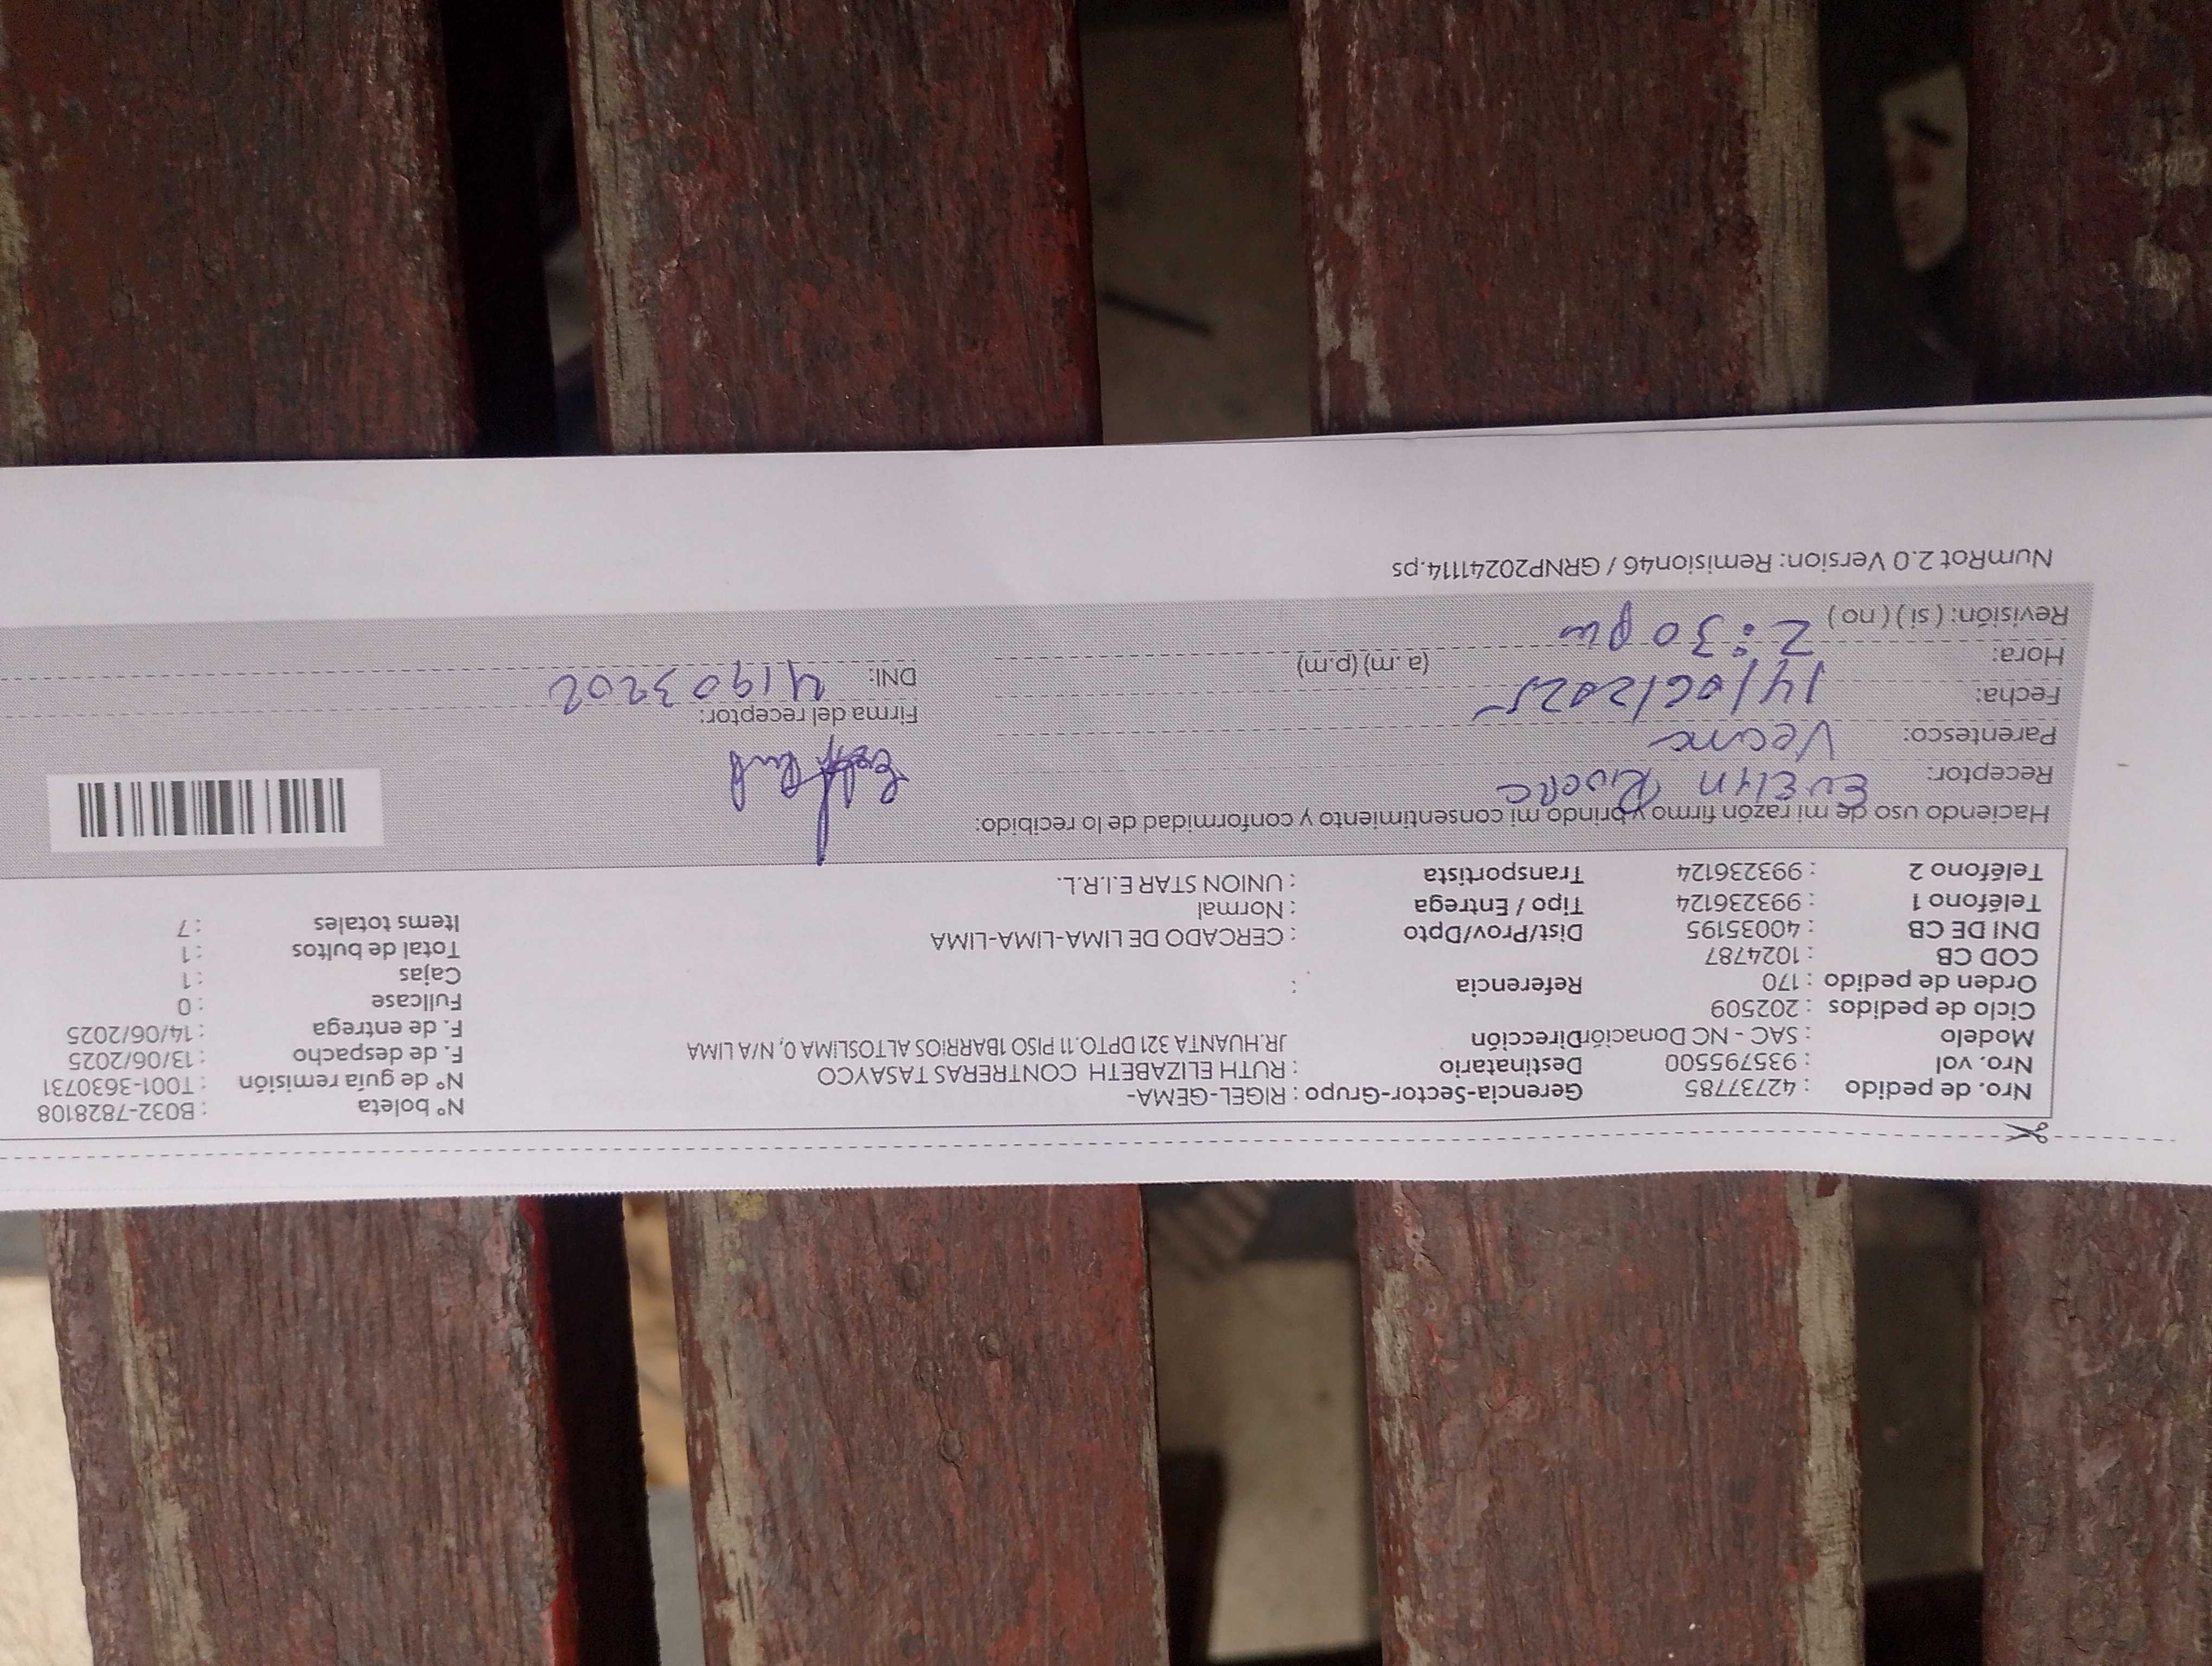 Nro. de pedido : 42737785 Gerencia-Sector-Grupo : RIGEL-GEMA- N° boleta : B032-7828108
Nro. vol : 935795500 Destinatario : RUTH ELIZABETH CONTRERAS TASAYCO N° de guía remisión : T001-3630731
Modelo : SAC - NC Donación Dirección JR.HUANTA 321 DPTO.11 PISO 1BARRIOS ALTOSLIMA 0, N/A LIMA F. de despacho : 13/06/2025
Ciclo de pedidos : 202509 F. de entrega : 14/06/2025
Orden de pedido : 170 Referencia : Fullcase : 0
COD CB : 1024787 Cajas : 1
DNI DE CB : 40035195 Dist/Prov/Dpto : CERCADO DE LIMA-LIMA-LIMA Total de bultos : 1
Teléfono 1 : 993236124 Tipo / Entrega : Normal Items totales : 7
Teléfono 2 : 993236124 Transportista : UNION STAR E.I.R.L.
Haciendo uso de mi razón firmo y brindo mi consentimiento y conformidad de lo recibido:
Receptor: Evelyn
Parentesco: Vecina
Fecha: 14/06/2025 Firma del receptor:
Hora: 2:30 pm (a. m) (p.m) DNI: 41903202
Revisión: ( si ) ( no )
NumRot 2.0 Version: Remision46 / GRNP20241114.ps